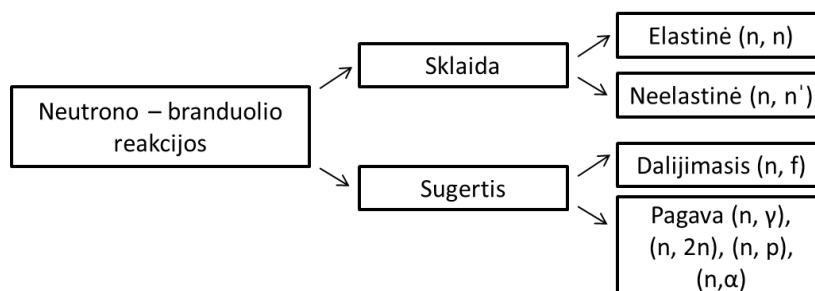 Neutrono – branduolio
reakcijos
Sklaida
Elastinė (n, n)
Neelastinė (n, nˈ)
Sugertis
Dalijimasis (n, f)
Pagava (n, γ),
(n, 2n), (n, p),
(n,α)